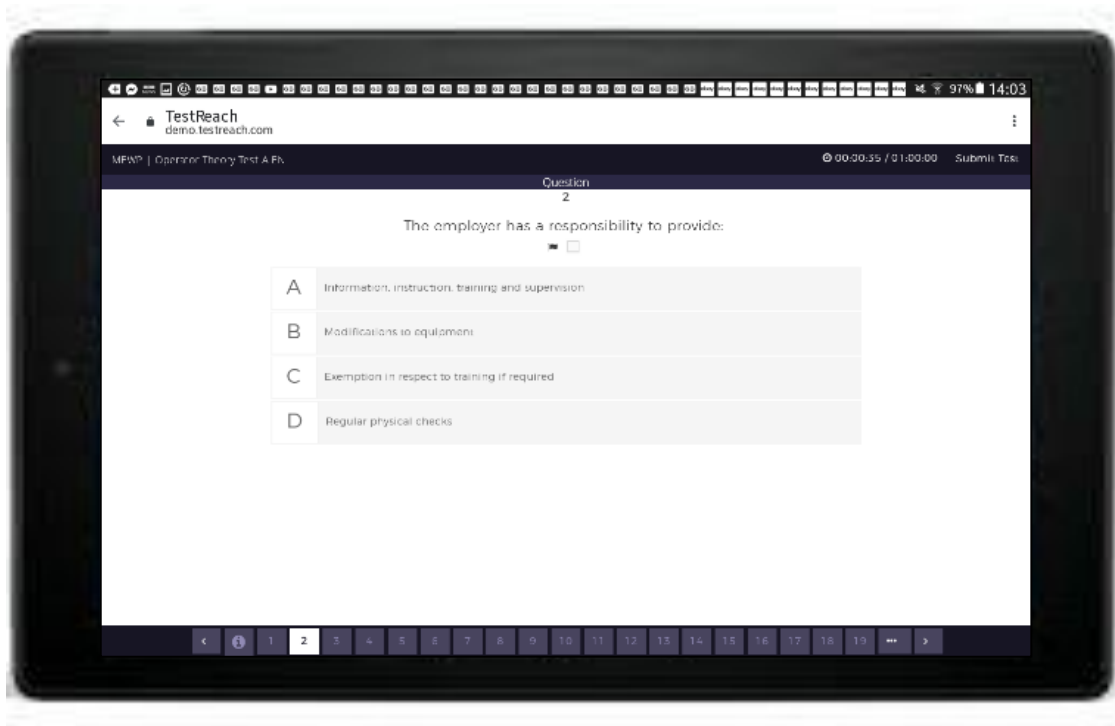 97% 14:03
TestReach
demo.testreach.com
MEWP | Operator Theory Test A EN
00:00:35 / 01:00:00 Submit Test
Question
2
The employer has a responsibility to provide:
A Information, instruction, training and supervision
B Modifications to equipment
C Exemption in respect to training if required
D Regular physical checks
< 1 2 3 4 5 6 7 8 9 10 11 12 13 14 15 16 17 18 19 ••• >